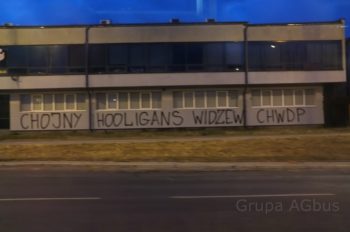 CHOJNY HOOLIGANS WIDZEW CHWDP
Grupa AGbus